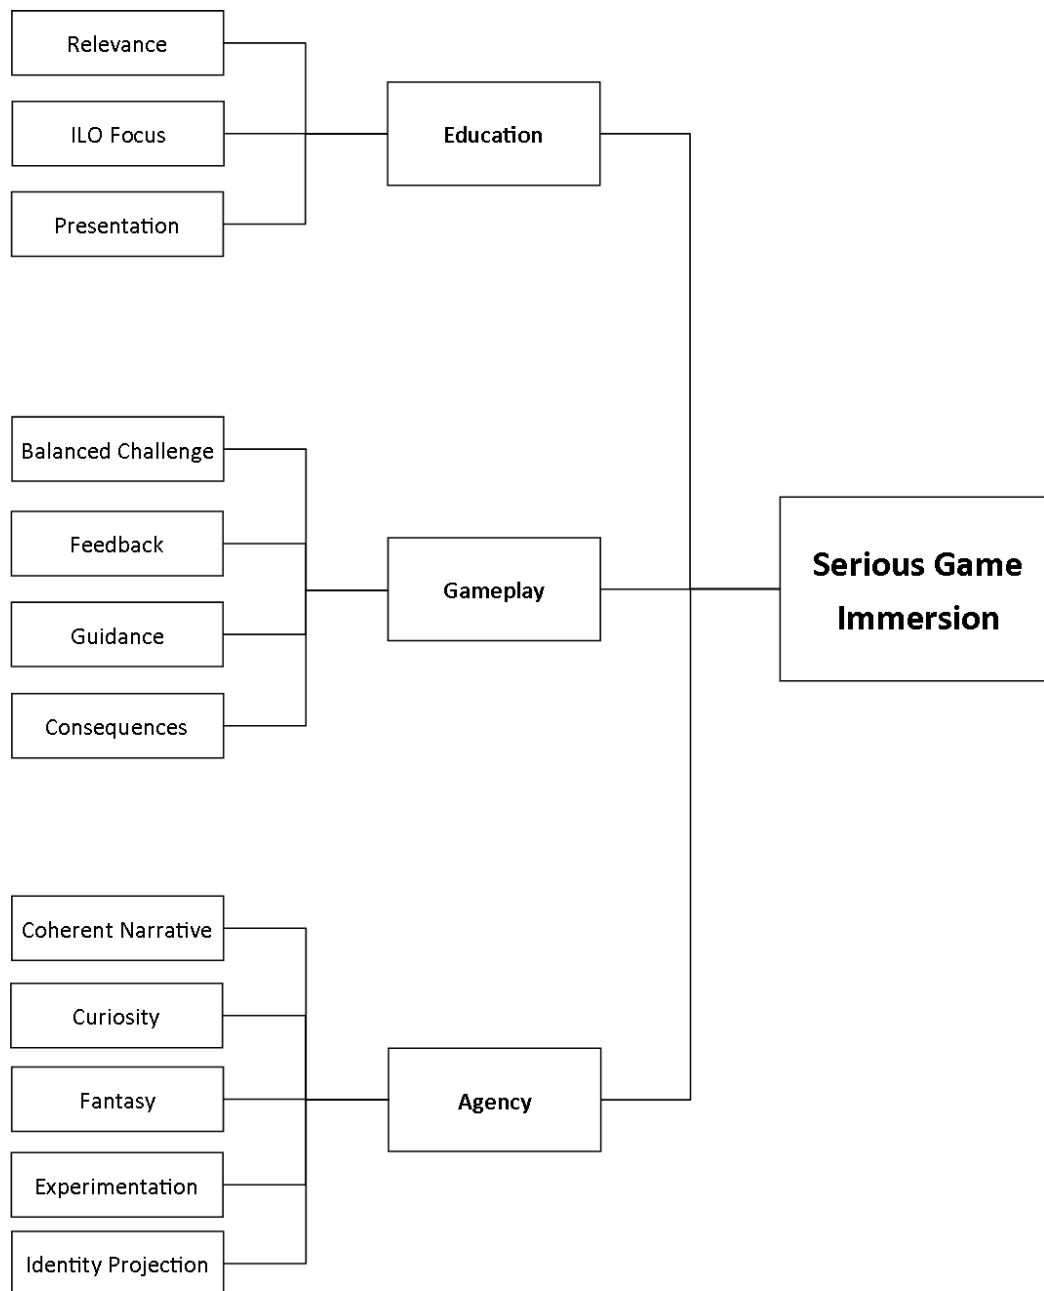 Relevance
ILO Focus
Presentation
Education
Balanced Challenge
Feedback
Guidance
Consequences
Gameplay
Coherent Narrative
Curiosity
Fantasy
Experimentation
Identity Projection
Agency
Serious Game
Immersion